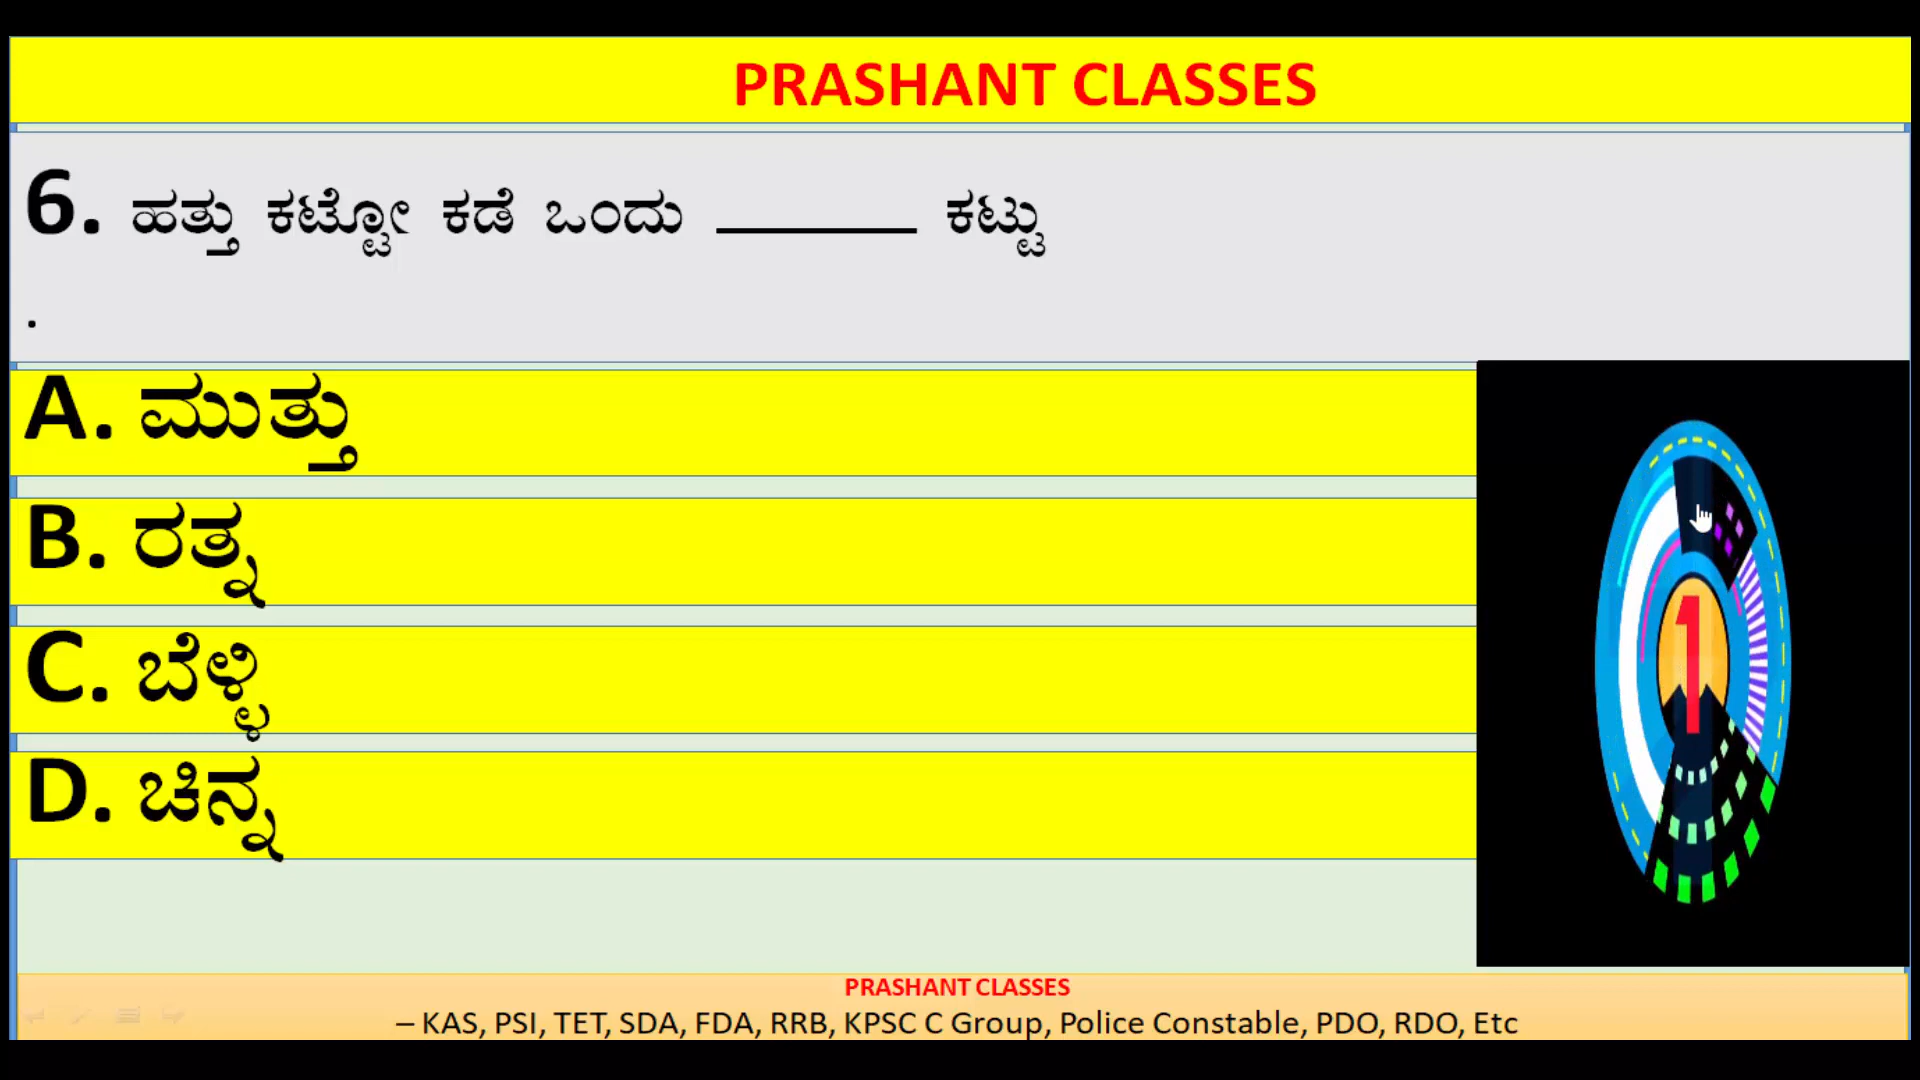 PRASHANT CLASSES
6. ಹತ್ತು ಕಟ್ಟೋ ಕಡೆ ಒಂದು ______ ಕಟ್ಟು
.
A. ಮುತ್ತು
B. ರತ್ನ
C. ಬೆಳ್ಳಿ
D. ಚಿನ್ನ
1
PRASHANT CLASSES
– KAS, PSI, TET, SDA, FDA, RRB, KPSC C Group, Police Constable, PDO, RDO, Etc